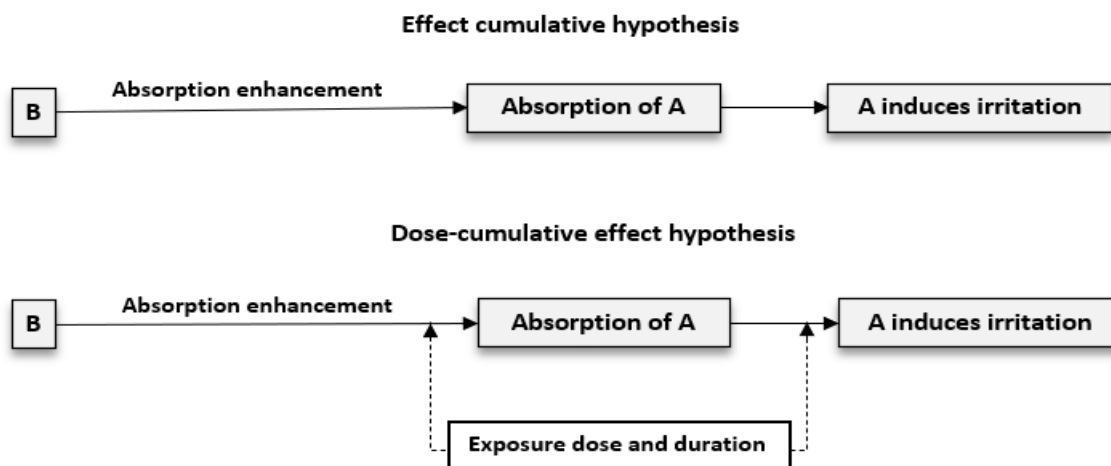 Effect cumulative hypothesis
Absorption enhancement
B
Absorption of A
A induces irritation
Dose-cumulative effect hypothesis
Absorption enhancement
B
Absorption of A
A induces irritation
Exposure dose and duration